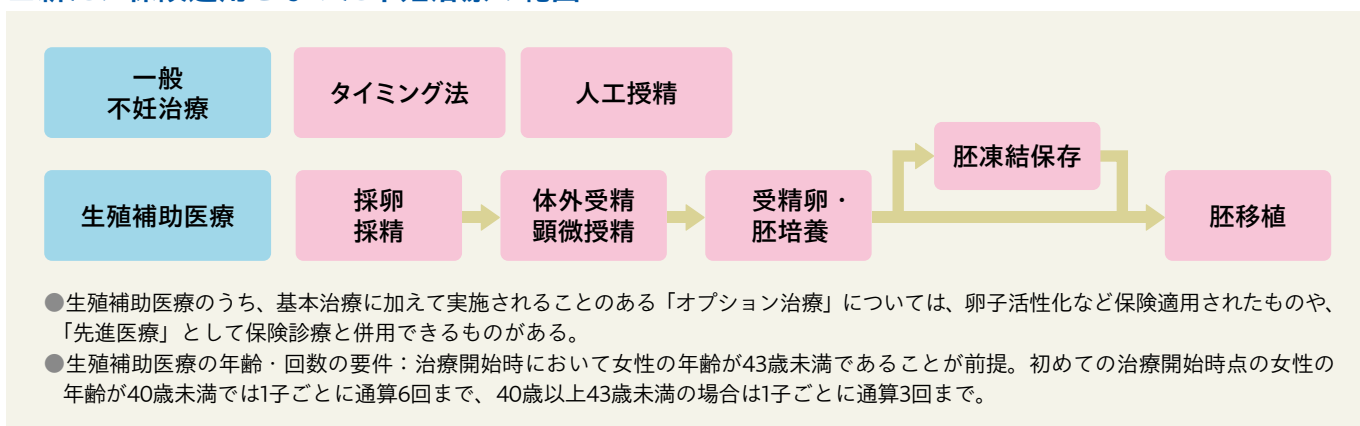 一般
不妊治療
タイミング法
人工授精
胚凍結保存
生殖補助医療
採卵
採精
体外受精
顕微授精
受精卵・
胚培養
胚移植
●生殖補助医療のうち、基本治療に加えて実施されることのある「オプション治療」については、卵子活性化など保険適用されたものや、
「先進医療」として保険診療と併用できるものがある。
●生殖補助医療の年齢・回数の要件：治療開始時において女性の年齢が43歳未満であることが前提。初めての治療開始時点の女性の
年齢が40歳未満では1子ごとに通算6回まで、40歳以上43歳未満の場合は1子ごとに通算3回まで。